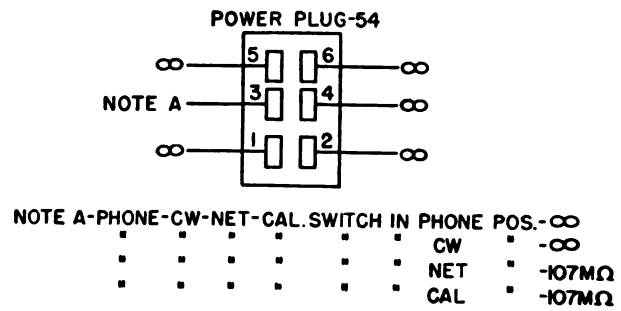 POWER PLUG-54
∞ 5 6 ∞
NOTE A 3 4 ∞
∞ 1 2 ∞
NOTE A-PHONE-CW-NET-CAL. SWITCH IN PHONE POS.-∞
" " " " " " " CW " -∞
" " " " " " " NET " -107MΩ
" " " " " " " CAL " -107MΩ